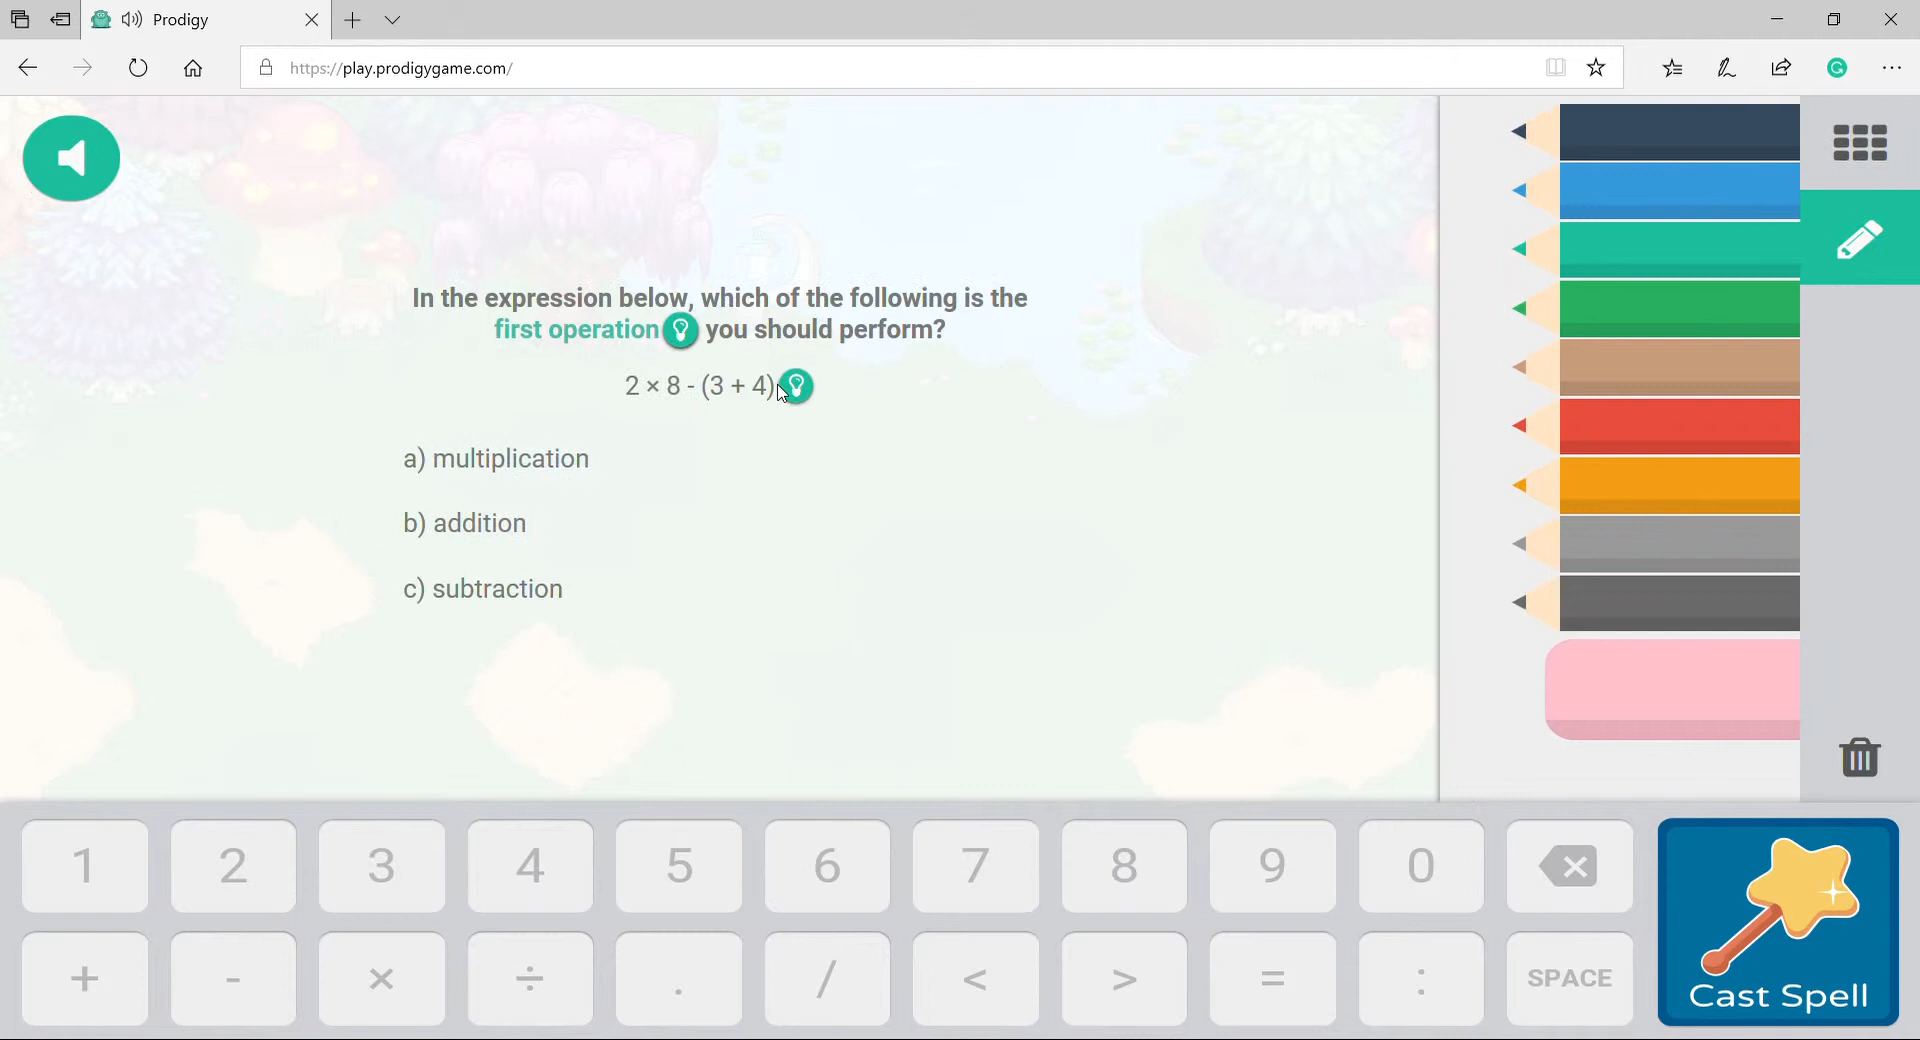 Prodigy
https://play.prodigygame.com/
In the expression below, which of the following is the
first operation you should perform?
2 × 8 - (3 + 4)
a) multiplication
b) addition
c) subtraction
1 2 3 4 5 6 7 8 9 0
+ - × ÷ . / < > = : SPACE
Cast Spell